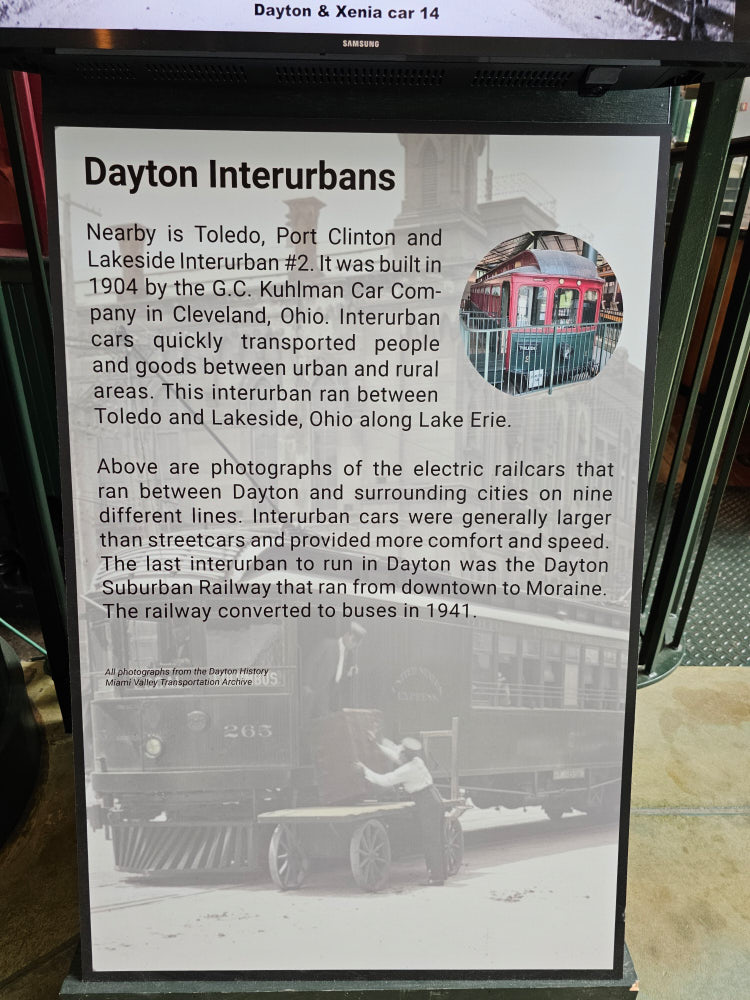 Dayton & Xenia car 14
SAMSUNG
Dayton Interurbans
Nearby is Toledo, Port Clinton and
Lakeside Interurban #2. It was built in
1904 by the G.C. Kuhlman Car Com-
pany in Cleveland, Ohio. Interurban
cars quickly transported people
and goods between urban and rural
areas. This interurban ran between
Toledo and Lakeside, Ohio along Lake Erie.
Above are photographs of the electric railcars that
ran between Dayton and surrounding cities on nine
different lines. Interurban cars were generally larger
than streetcars and provided more comfort and speed.
The last interurban to run in Dayton was the Dayton
Suburban Railway that ran from downtown to Moraine.
The railway converted to buses in 1941.
All photographs from the Dayton History
Miami Valley Transportation Archive
265
EXPRESS